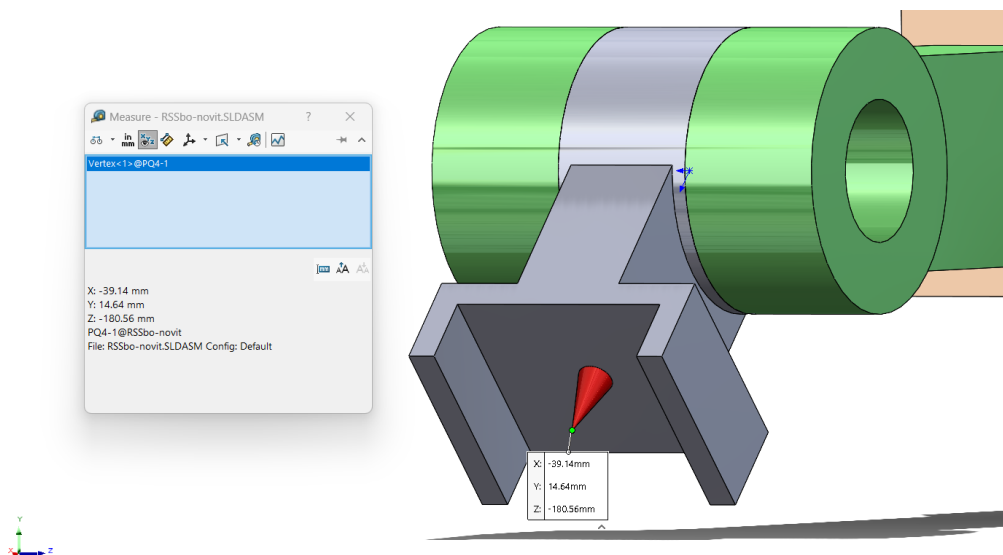 Measure - RSSbo-novit.SLDASM ?
in
mm
Vertex<1>@PQ4-1
X: -39.14 mm
Y: 14.64 mm
Z: -180.56 mm
PQ4-1@RSSbo-novit
File: RSSbo-novit.SLDASM Config: Default
X: -39.14mm
Y: 14.64mm
Z: -180.56mm
Y
X Z